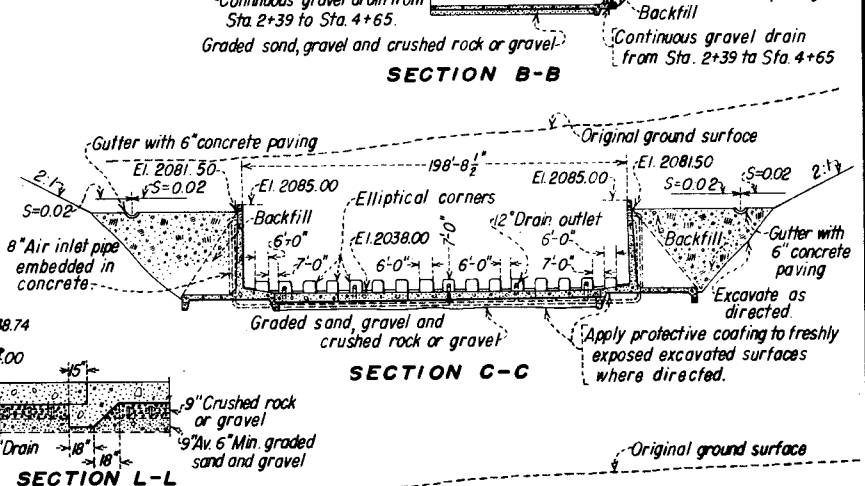 Continuous gravel drain from
Sta. 2+39 to Sta. 4+65.
Graded sand, gravel and crushed rock or gravel
Backfill
Continuous gravel drain
from Sta. 2+39 to Sta. 4+65
SECTION B-B
Gutter with 6" concrete paving
Original ground surface
2:1
El. 2081.50
S=0.02
S=0.02
198'-8 1/2"
El. 2081.50
S=0.02
S=0.02
2:1
El. 2085.00
El. 2085.00
Elliptical corners
Backfill
12" Drain outlet
Backfill
Gutter with
6" concrete
paving
8" Air inlet pipe
embedded in
concrete
6'-0"
El. 2038.00
7'-0"
6'-0"
7'-0"
6'-0"
6'-0"
7'-0"
Excavate as
directed.
Graded sand, gravel and
crushed rock or gravel
Apply protective coating to freshly
exposed excavated surfaces
where directed.
SECTION C-C
8.74
.00
15"
9" Crushed rock
or gravel
9" Av. 6" Min. graded
sand and gravel
Drain
18"
18"
SECTION L-L
Original ground surface